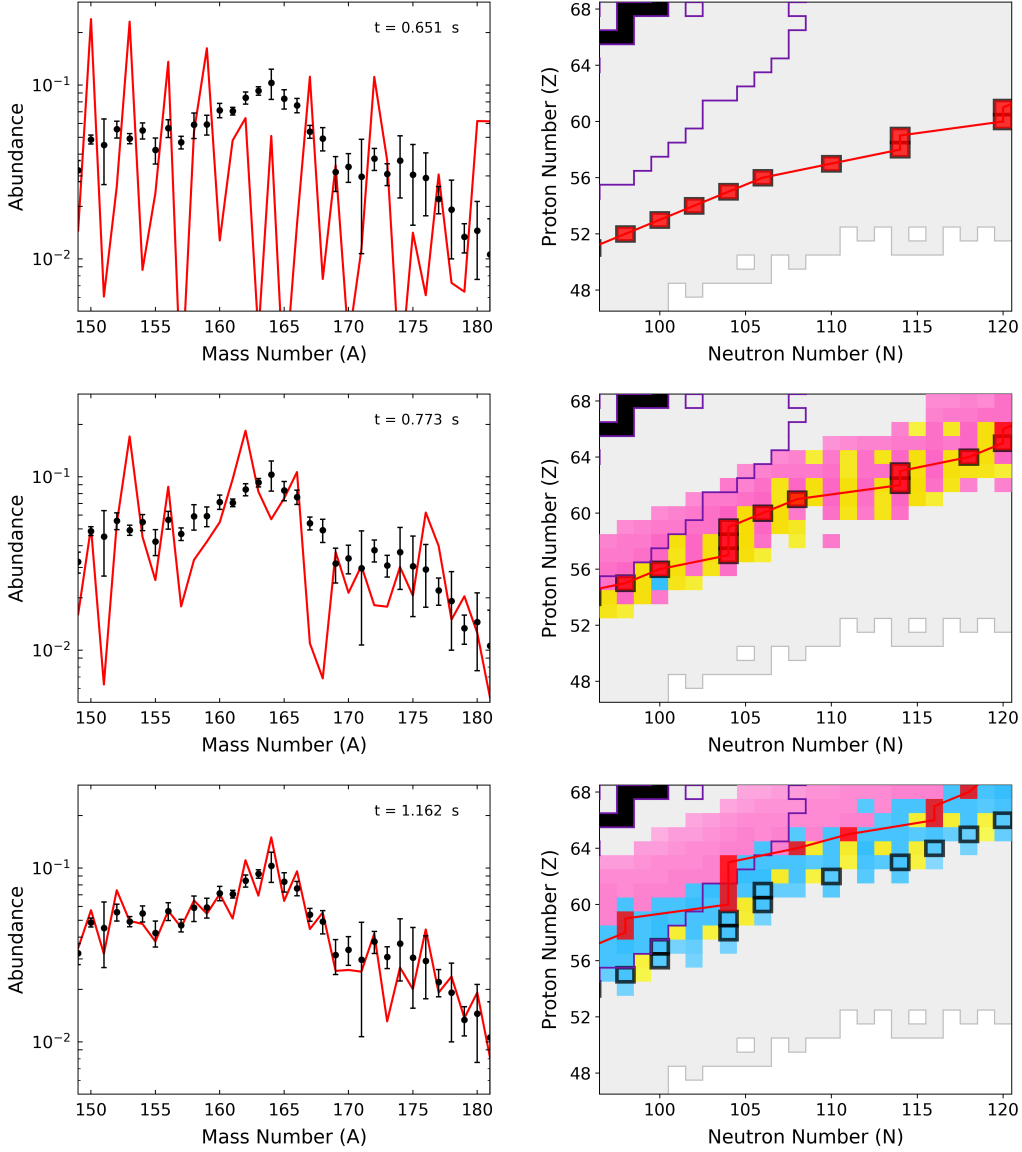 t = 0.651 s
Abundance
10⁻¹
10⁻²
150 155 160 165 170 175 180
Mass Number (A)
Proton Number (Z)
68
64
60
56
52
48
100 105 110 115 120
Neutron Number (N)
t = 0.773 s
Abundance
10⁻¹
10⁻²
150 155 160 165 170 175 180
Mass Number (A)
Proton Number (Z)
68
64
60
56
52
48
100 105 110 115 120
Neutron Number (N)
t = 1.162 s
Abundance
10⁻¹
10⁻²
150 155 160 165 170 175 180
Mass Number (A)
Proton Number (Z)
68
64
60
56
52
48
100 105 110 115 120
Neutron Number (N)